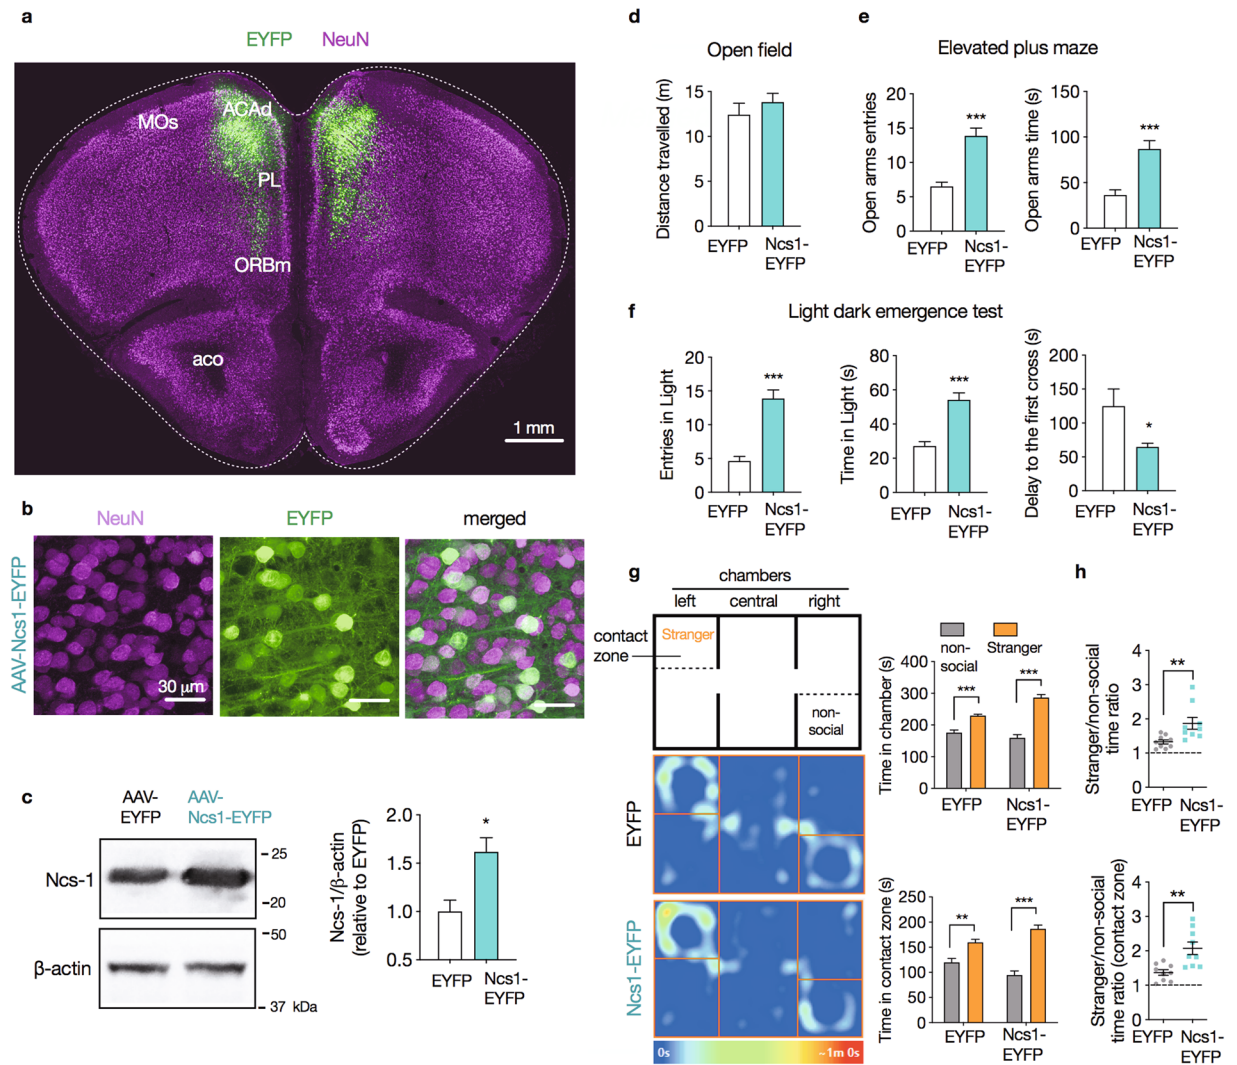 a
EYFP NeuN
MOs
ACAd
PL
ORBm
aco
1 mm
b
NeuN EYFP merged
AAV-Ncs1-EYFP
30 µm
c
AAV-
EYFP
AAV-
Ncs1-EYFP
Ncs-1
25
20
50
β-actin
37 kDa
Ncs-1/β-actin
(relative to EYFP)
2.0
1.5
1.0
0.5
*
EYFP
Ncs1-
EYFP
d
Open field
Distance travelled (m)
15
10
5
0
EYFP
Ncs1-
EYFP
e
Elevated plus maze
Open arms entries
20
15
10
5
0
***
EYFP
Ncs1-
EYFP
Open arms time (s)
150
100
50
0
***
EYFP
Ncs1-
EYFP
f
Light dark emergence test
Entries in Light
20
15
10
5
0
***
EYFP
Ncs1-
EYFP
Time in Light (s)
80
60
40
20
0
***
EYFP
Ncs1-
EYFP
Delay to the first cross (s)
200
150
100
50
0
*
EYFP
Ncs1-
EYFP
g
chambers
left central right
contact
zone
Stranger
non-
social
EYFP
Ncs1-EYFP
0s ~1m 0s
non-
social
Stranger
Time in chamber (s)
400
300
200
100
0
***
***
EYFP
Ncs1-
EYFP
Time in contact zone (s)
250
200
150
100
50
0
**
***
EYFP
Ncs1-
EYFP
h
Stranger/non-social
time ratio
4
3
2
1
0
**
EYFP
Ncs1-
EYFP
Stranger/non-social
time ratio (contact zone)
4
3
2
1
0
**
EYFP
Ncs1-
EYFP